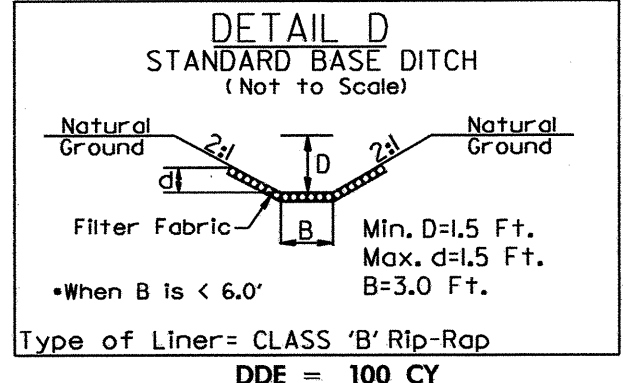 DETAIL D
STANDARD BASE DITCH
(Not to Scale)
Natural
Ground
2:1
D
2:1
Natural
Ground
d
Filter Fabric
B
Min. D=1.5 Ft.
Max. d=1.5 Ft.
B=3.0 Ft.
•When B is < 6.0'
Type of Liner= CLASS 'B' Rip-Rap
DDE = 100 CY